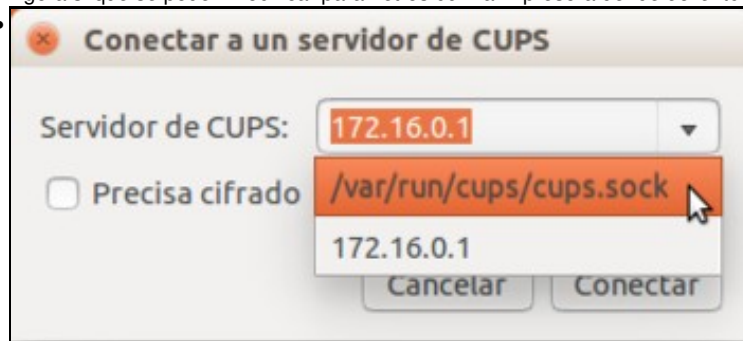 Conectar a un servidor de CUPS
Servidor de CUPS: 172.16.0.1
Precisa cifrado /var/run/cups/cups.sock
172.16.0.1
Cancelar Conectar